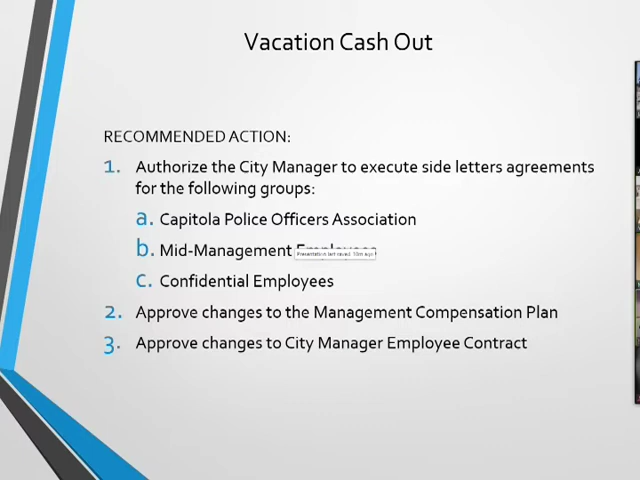 Vacation Cash Out
RECOMMENDED ACTION:
1. Authorize the City Manager to execute side letters agreements
for the following groups:
a. Capitola Police Officers Association
b. Mid-Management Employees
c. Confidential Employees
2. Approve changes to the Management Compensation Plan
3. Approve changes to City Manager Employee Contract